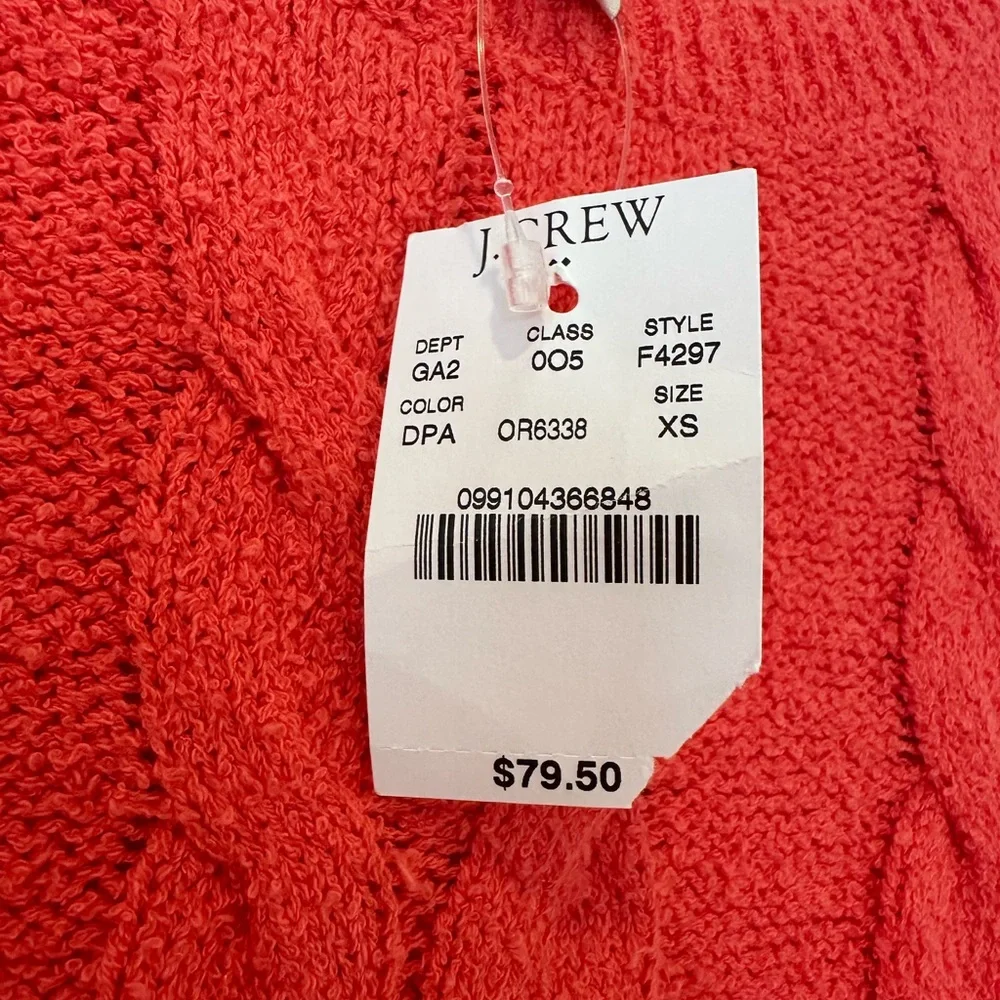 J.CREW
DEPT CLASS STYLE
GA2 0O5 F4297
COLOR SIZE
DPA OR6338 XS
099104366848
$79.50